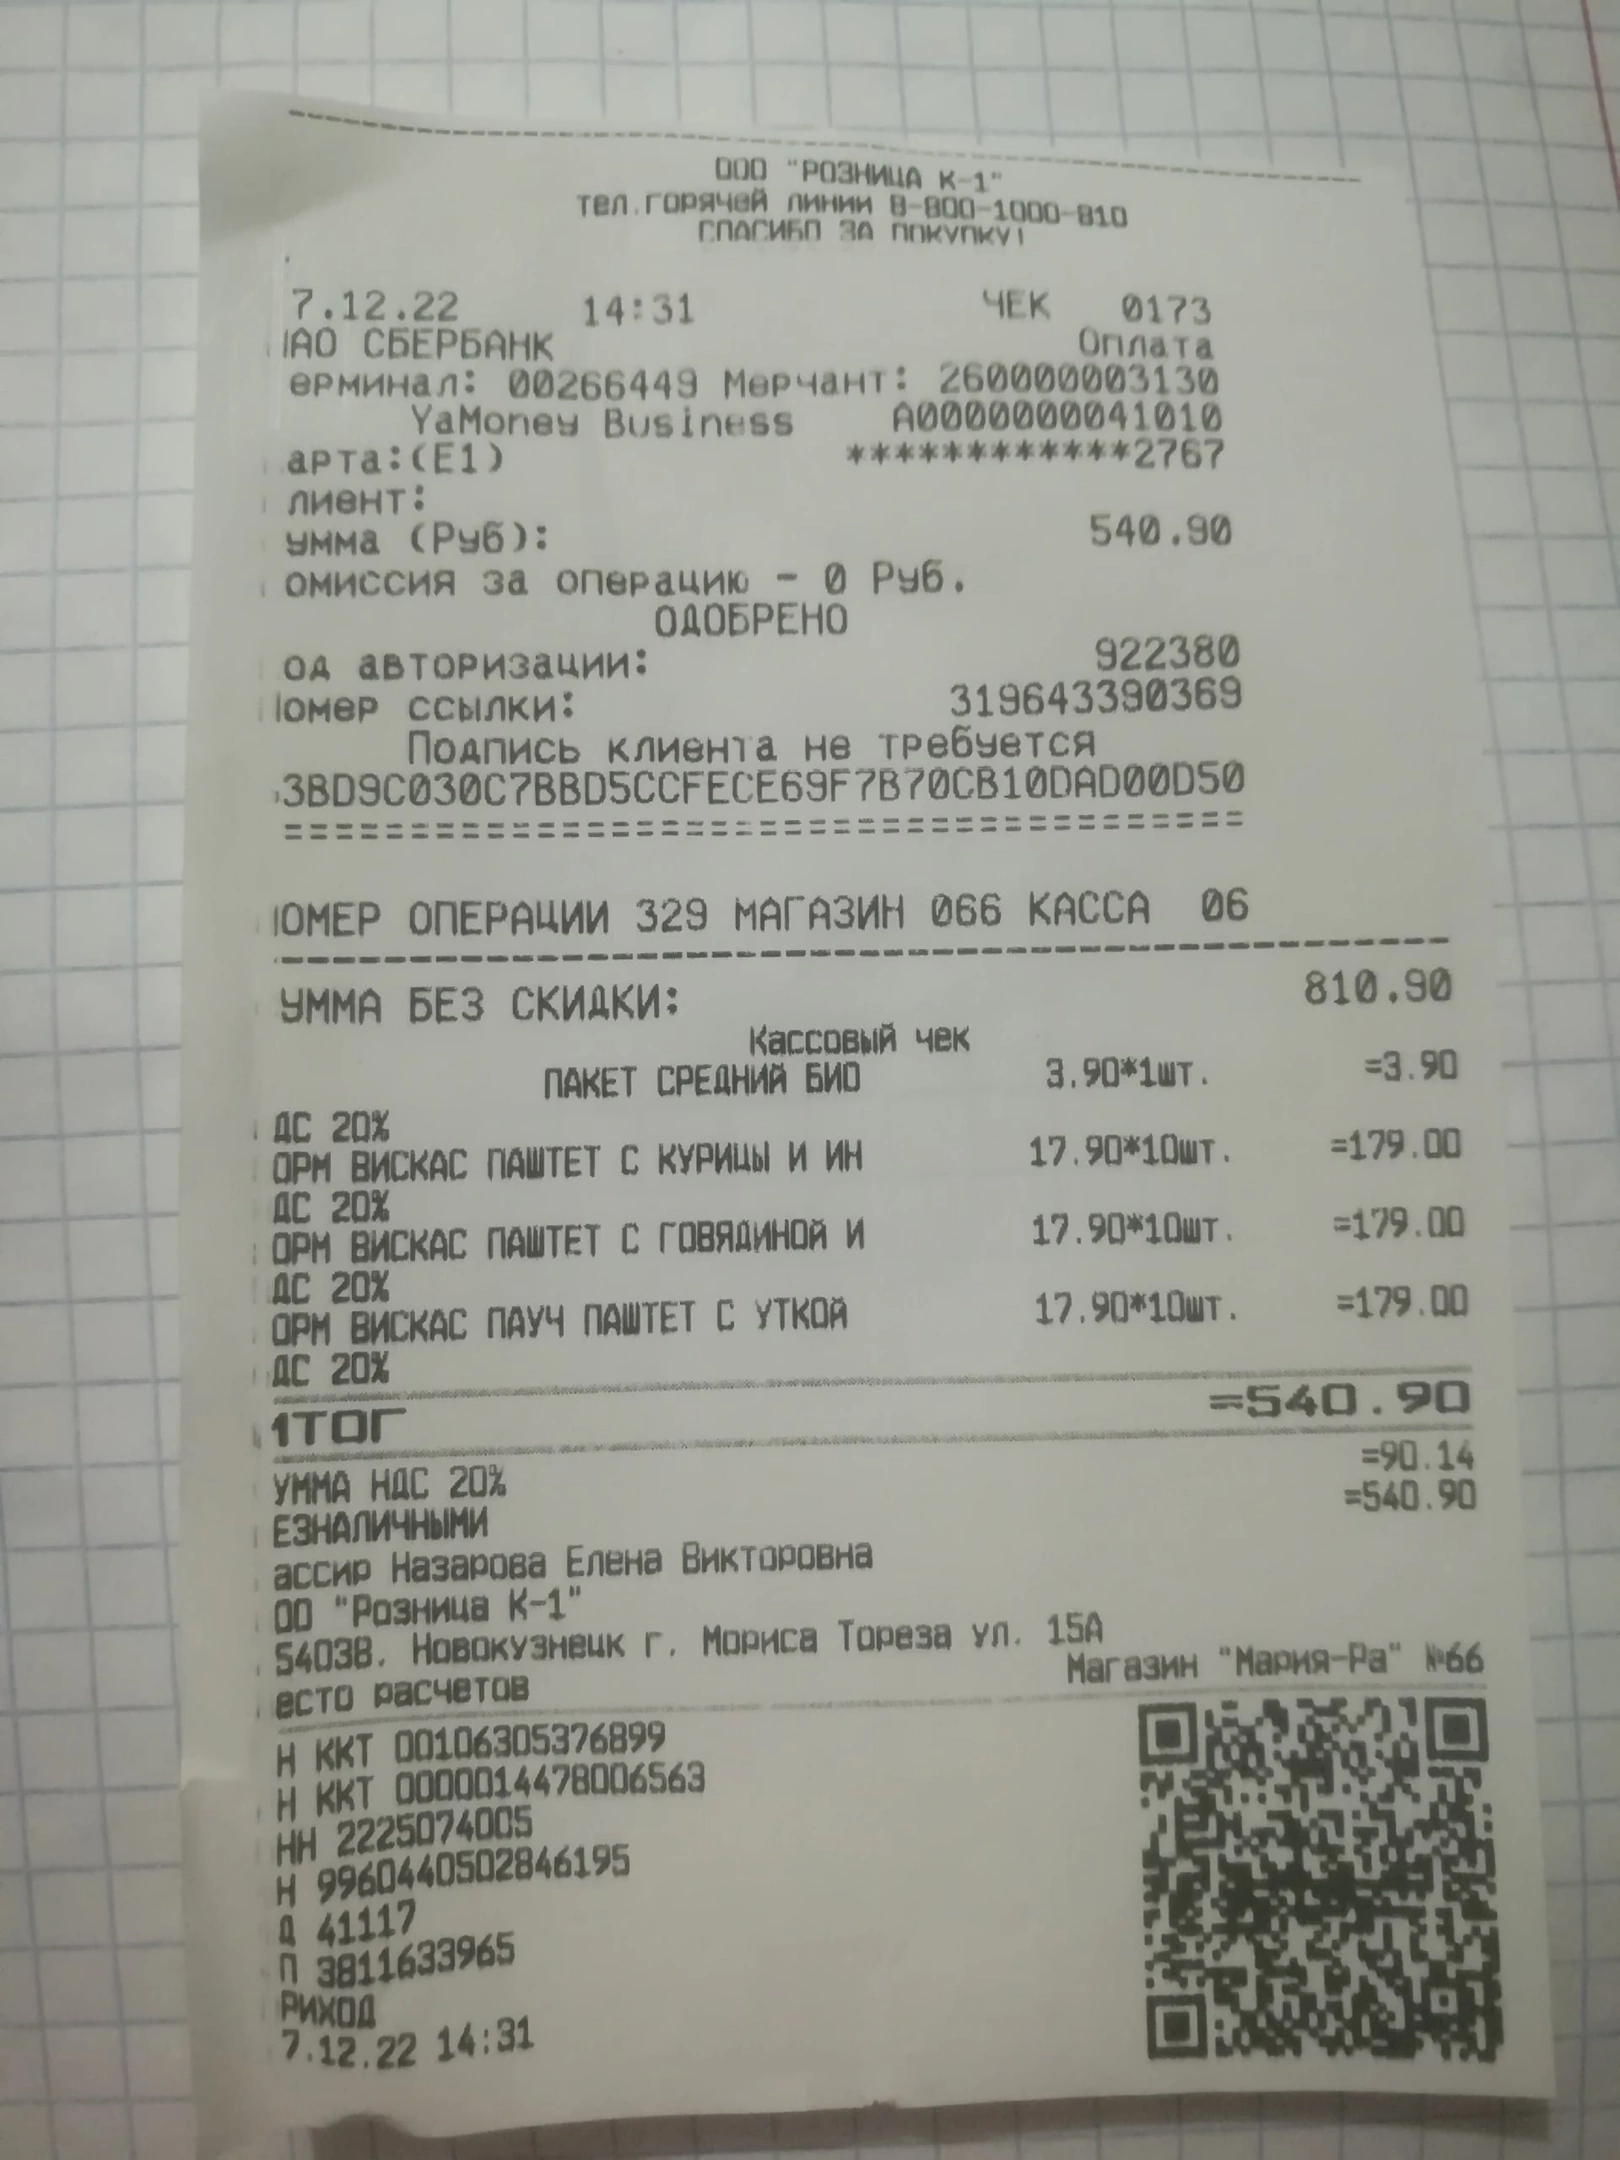 ООО "РОЗНИЦА К-1"
тел.горячей линии 8-800-1000-810
СПАСИБО ЗА ПОКУПКУ!
7.12.22 14:31 ЧЕК 0173
АО СБЕРБАНК Оплата
ерминал: 00266449 Мерчант: 260000003130
YaMoney Business A0000000041010
арта:(E1) ************2767
лиент:
умма (Руб): 540.90
омиссия за операцию - 0 Руб.
ОДОБРЕНО
од авторизации: 922380
омер ссылки: 319643390369
Подпись клиента не требуется
3BD9C030C7BBD5CCFECE69F7B70CB10DAD00D50
=======================================
ОМЕР ОПЕРАЦИИ 329 МАГАЗИН 066 КАССА 06
УММА БЕЗ СКИДКИ: 810.90
Кассовый чек
ПАКЕТ СРЕДНИЙ БИО 3.90*1шт. =3.90
ДС 20%
ОРМ ВИСКАС ПАШТЕТ С КУРИЦЫ И ИН 17.90*10шт. =179.00
ДС 20%
ОРМ ВИСКАС ПАШТЕТ С ГОВЯДИНОЙ И 17.90*10шт. =179.00
ДС 20%
ОРМ ВИСКАС ПАУЧ ПАШТЕТ С УТКОЙ 17.90*10шт. =179.00
ДС 20%
ИТОГ =540.90
УММА НДС 20% =90.14
ЕЗНАЛИЧНЫМИ =540.90
ассир Назарова Елена Викторовна
ОО "Розница К-1"
54038, Новокузнецк г, Мориса Тореза ул. 15А
есто расчетов Магазин "Мария-Ра" №66
Н ККТ 00106305376899
Н ККТ 0000014478006563
НН 2225074005
Н 9960440502846195
Д 41117
П 3811633965
РИХОД
7.12.22 14:31